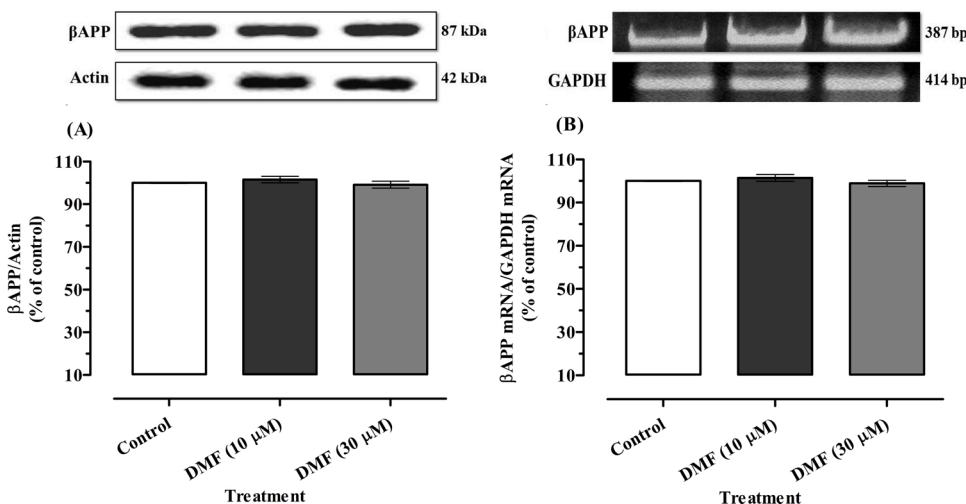 βAPP
87 kDa
Actin
42 kDa
(A)
110
90
70
50
30
10
βAPP/Actin
(% of control)
Control
DMF (10 µM)
DMF (30 µM)
Treatment
βAPP
387 bp
GAPDH
414 bp
(B)
110
90
70
50
30
10
βAPP mRNA/GAPDH mRNA
(% of control)
Control
DMF (10 µM)
DMF (30 µM)
Treatment